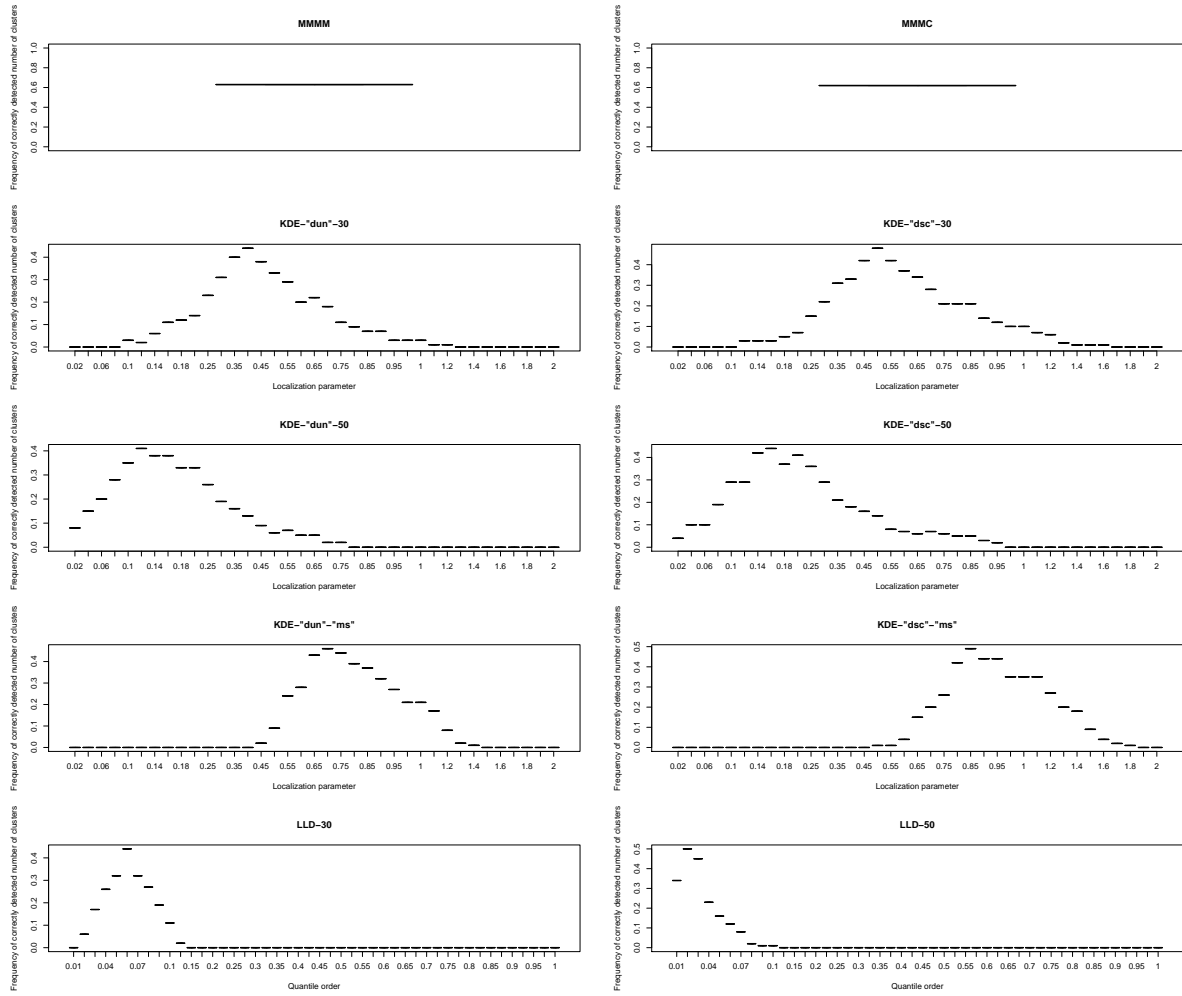 MMMM
Frequency of correctly detected number of clusters
0.0 0.2 0.4 0.6 0.8 1.0
MMMC
Frequency of correctly detected number of clusters
0.0 0.2 0.4 0.6 0.8 1.0
KDE−"dun"−30
Frequency of correctly detected number of clusters
0.0 0.1 0.2 0.3 0.4
0.02 0.06 0.1 0.14 0.18 0.25 0.35 0.45 0.55 0.65 0.75 0.85 0.95 1 1.2 1.4 1.6 1.8 2
Localization parameter
KDE−"dsc"−30
Frequency of correctly detected number of clusters
0.0 0.1 0.2 0.3 0.4
0.02 0.06 0.1 0.14 0.18 0.25 0.35 0.45 0.55 0.65 0.75 0.85 0.95 1 1.2 1.4 1.6 1.8 2
Localization parameter
KDE−"dun"−50
Frequency of correctly detected number of clusters
0.0 0.1 0.2 0.3 0.4
0.02 0.06 0.1 0.14 0.18 0.25 0.35 0.45 0.55 0.65 0.75 0.85 0.95 1 1.2 1.4 1.6 1.8 2
Localization parameter
KDE−"dsc"−50
Frequency of correctly detected number of clusters
0.0 0.1 0.2 0.3 0.4
0.02 0.06 0.1 0.14 0.18 0.25 0.35 0.45 0.55 0.65 0.75 0.85 0.95 1 1.2 1.4 1.6 1.8 2
Localization parameter
KDE−"dun"−"ms"
Frequency of correctly detected number of clusters
0.0 0.1 0.2 0.3 0.4
0.02 0.06 0.1 0.14 0.18 0.25 0.35 0.45 0.55 0.65 0.75 0.85 0.95 1 1.2 1.4 1.6 1.8 2
Localization parameter
KDE−"dsc"−"ms"
Frequency of correctly detected number of clusters
0.0 0.1 0.2 0.3 0.4 0.5
0.02 0.06 0.1 0.14 0.18 0.25 0.35 0.45 0.55 0.65 0.75 0.85 0.95 1 1.2 1.4 1.6 1.8 2
Localization parameter
LLD−30
Frequency of correctly detected number of clusters
0.0 0.1 0.2 0.3 0.4
0.01 0.04 0.07 0.1 0.15 0.2 0.25 0.3 0.35 0.4 0.45 0.5 0.55 0.6 0.65 0.7 0.75 0.8 0.85 0.9 0.95 1
Quantile order
LLD−50
Frequency of correctly detected number of clusters
0.0 0.1 0.2 0.3 0.4 0.5
0.01 0.04 0.07 0.1 0.15 0.2 0.25 0.3 0.35 0.4 0.45 0.5 0.55 0.6 0.65 0.7 0.75 0.8 0.85 0.9 0.95 1
Quantile order